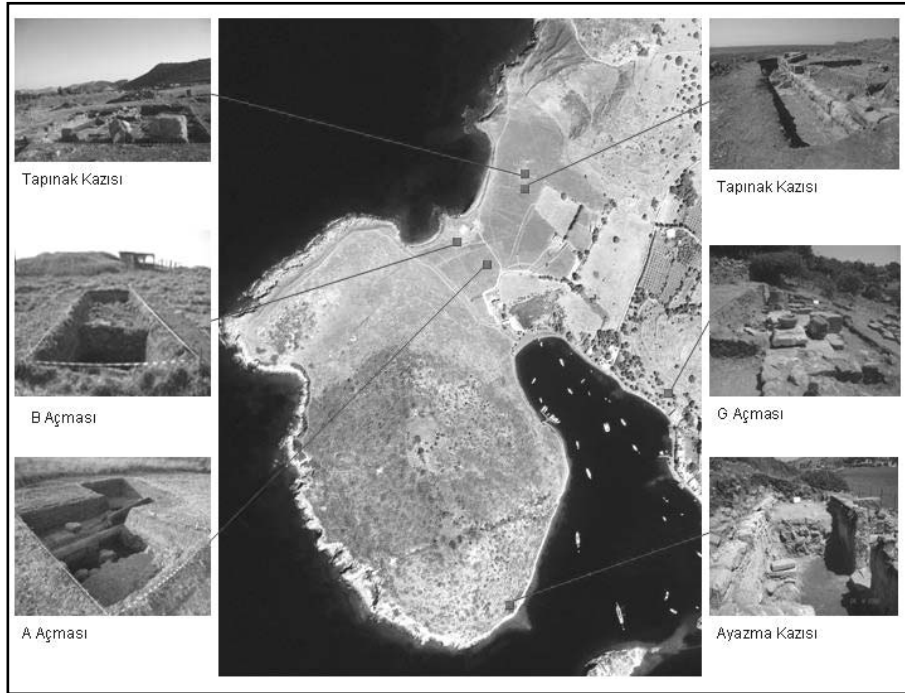 Tapınak Kazısı
Tapınak Kazısı
B Açması
G Açması
A Açması
Ayazma Kazısı